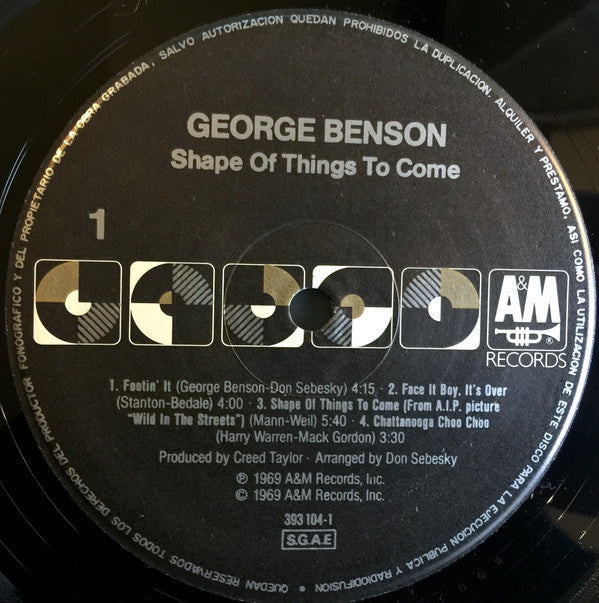 QUEDAN RESERVADOS TODOS LOS DERECHOS DEL PRODUCTOR FONOGRAFICO Y DEL PROPIETARIO DE LA OBRA GRABADA, SALVO AUTORIZACION QUEDAN PROHIBIDOS LA DUPLICACION, ALQUILER Y PRESTAMO, ASI COMO LA UTILIZACION DE ESTE DISCO PARA LA EJECUCION PUBLICA Y RADIODIFUSION
GEORGE BENSON
Shape Of Things To Come
1
A&M
®
RECORDS
1. Footin' It (George Benson-Don Sebesky) 4:15 · 2. Face It Boy, It's Over
(Stanton-Bedale) 4:00 · 3. Shape Of Things To Come (From A.I.P. picture
"Wild In The Streets") (Mann-Weil) 5:40 · 4. Chattanooga Choo Choo
(Harry Warren-Mack Gordon) 3:30
Produced by Creed Taylor · Arranged by Don Sebesky
℗ 1969 A&M Records, Inc.
© 1969 A&M Records, Inc.
393 104-1
S.G.A.E